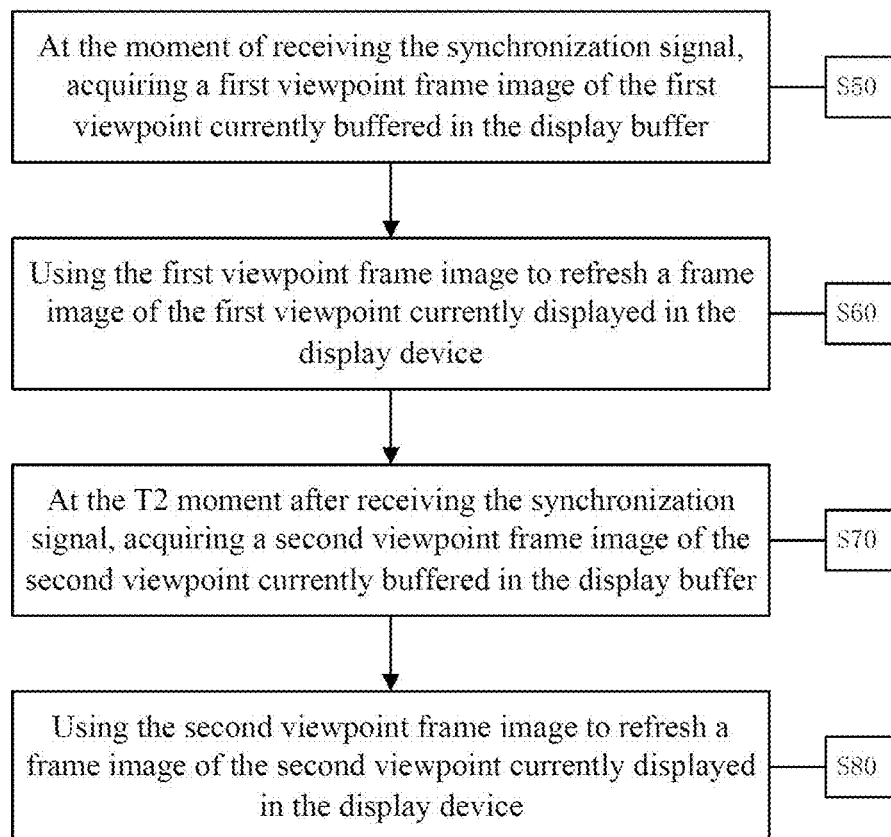 At the moment of receiving the synchronization signal,
acquiring a first viewpoint frame image of the first
viewpoint currently buffered in the display buffer
S50
Using the first viewpoint frame image to refresh a frame
image of the first viewpoint currently displayed in the
display device
S60
At the T2 moment after receiving the synchronization
signal, acquiring a second viewpoint frame image of the
second viewpoint currently buffered in the display buffer
S70
Using the second viewpoint frame image to refresh a
frame image of the second viewpoint currently displayed
in the display device
S80